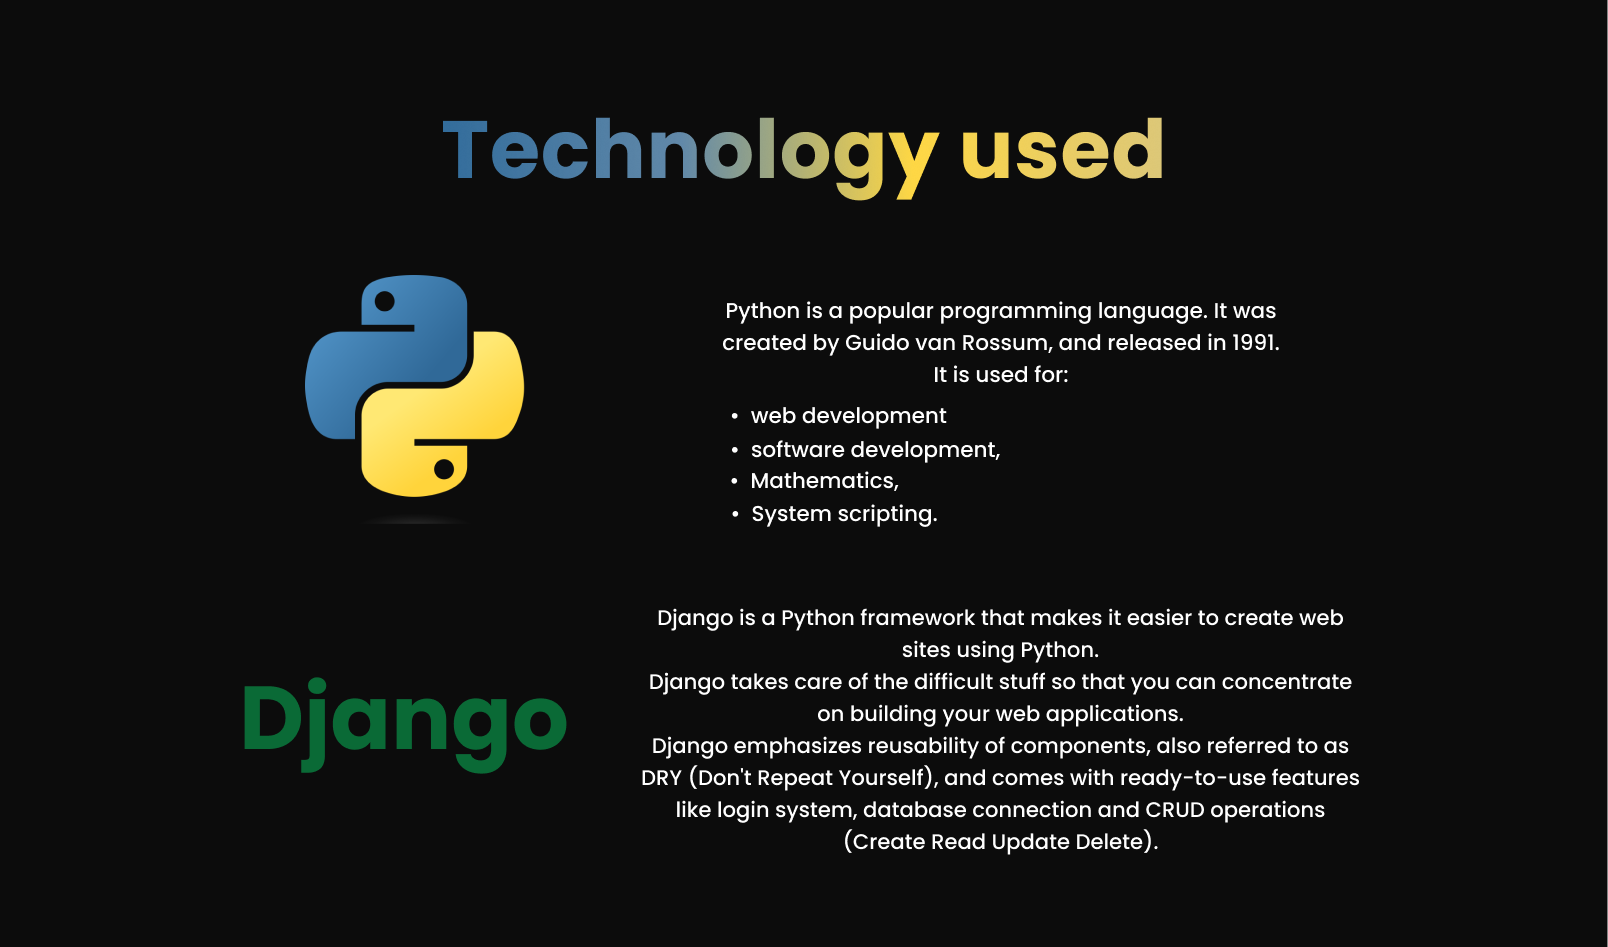 Technology used
Python is a popular programming language. It was
created by Guido van Rossum, and released in 1991.
It is used for:
• web development
• software development,
• Mathematics,
• System scripting.
Django
Django is a Python framework that makes it easier to create web
sites using Python.
Django takes care of the difficult stuff so that you can concentrate
on building your web applications.
Django emphasizes reusability of components, also referred to as
DRY (Don't Repeat Yourself), and comes with ready-to-use features
like login system, database connection and CRUD operations
(Create Read Update Delete).